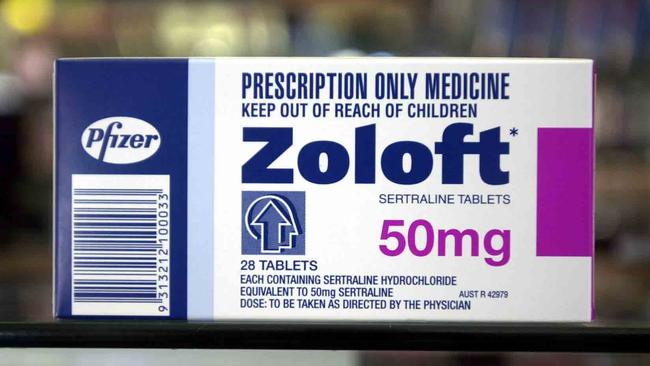 PRESCRIPTION ONLY MEDICINE
KEEP OUT OF REACH OF CHILDREN
Pfizer
Zoloft*
SERTRALINE TABLETS
50mg
28 TABLETS
EACH CONTAINING SERTRALINE HYDROCHLORIDE
EQUIVALENT TO 50mg SERTRALINE AUST R 42979
DOSE: TO BE TAKEN AS DIRECTED BY THE PHYSICIAN
9 313212 100033